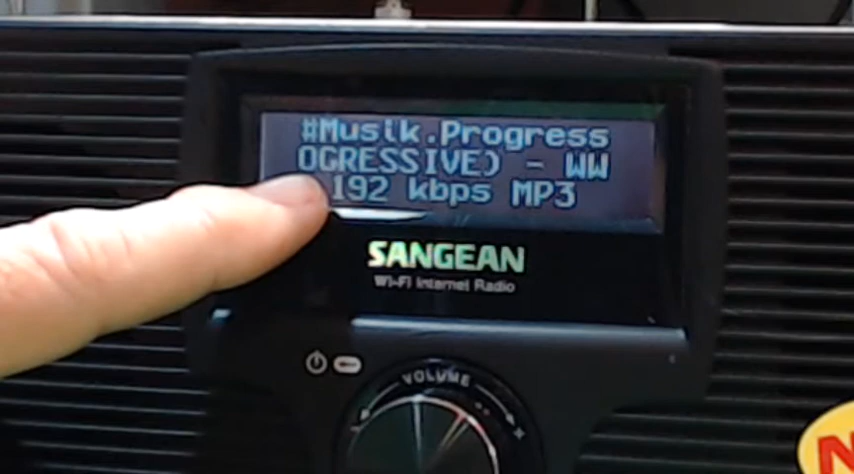 #Musik.Progress
OGRESSIVE) - WW
192 kbps MP3
SANGEAN
Wi-Fi Internet Radio
VOLUME
- +
N